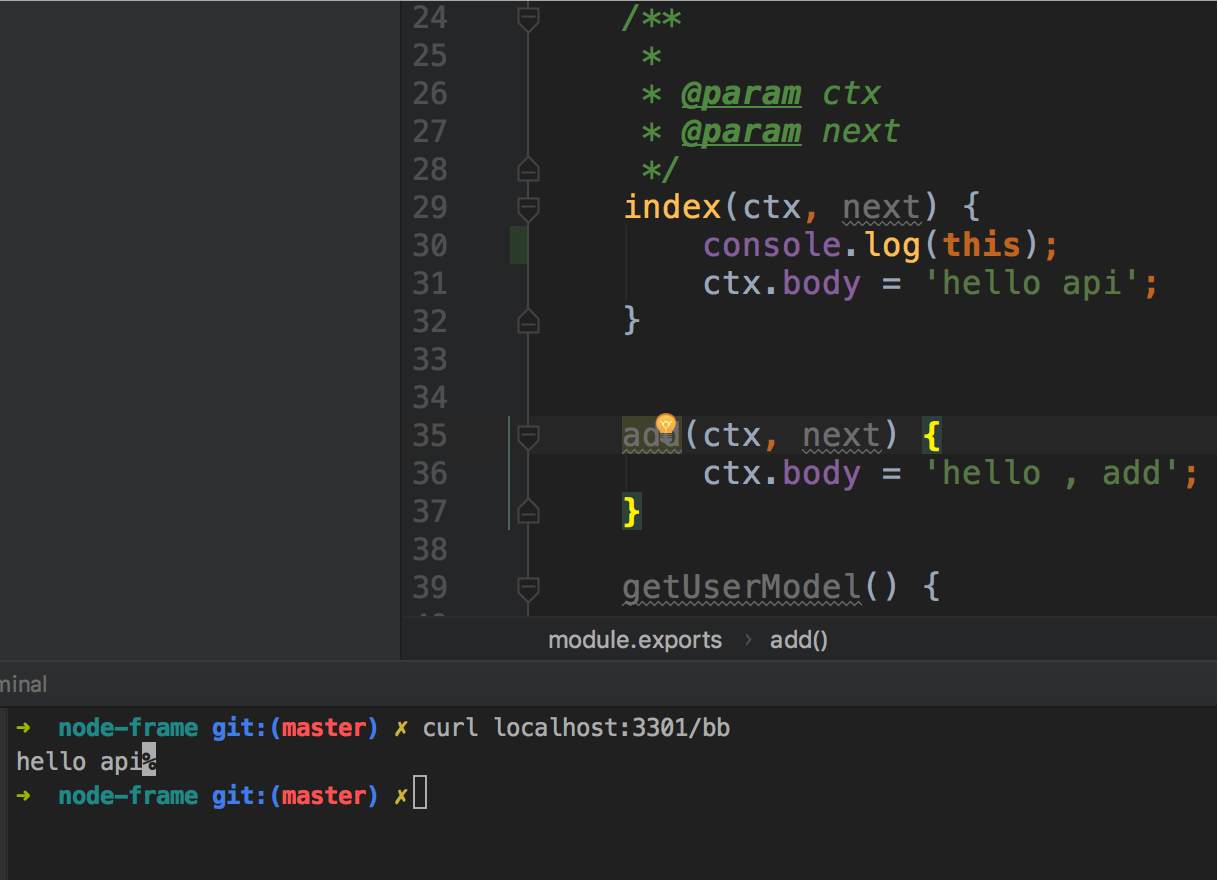 24 /**
25 *
26 * @param ctx
27 * @param next
28 */
29 index(ctx, next) {
30 console.log(this);
31 ctx.body = 'hello api';
32 }
33
34
35 add(ctx, next) {
36 ctx.body = 'hello , add';
37 }
38
39 getUserModel() {
module.exports › add()
minal
➜ node-frame git:(master) ✗ curl localhost:3301/bb
hello api%
➜ node-frame git:(master) ✗